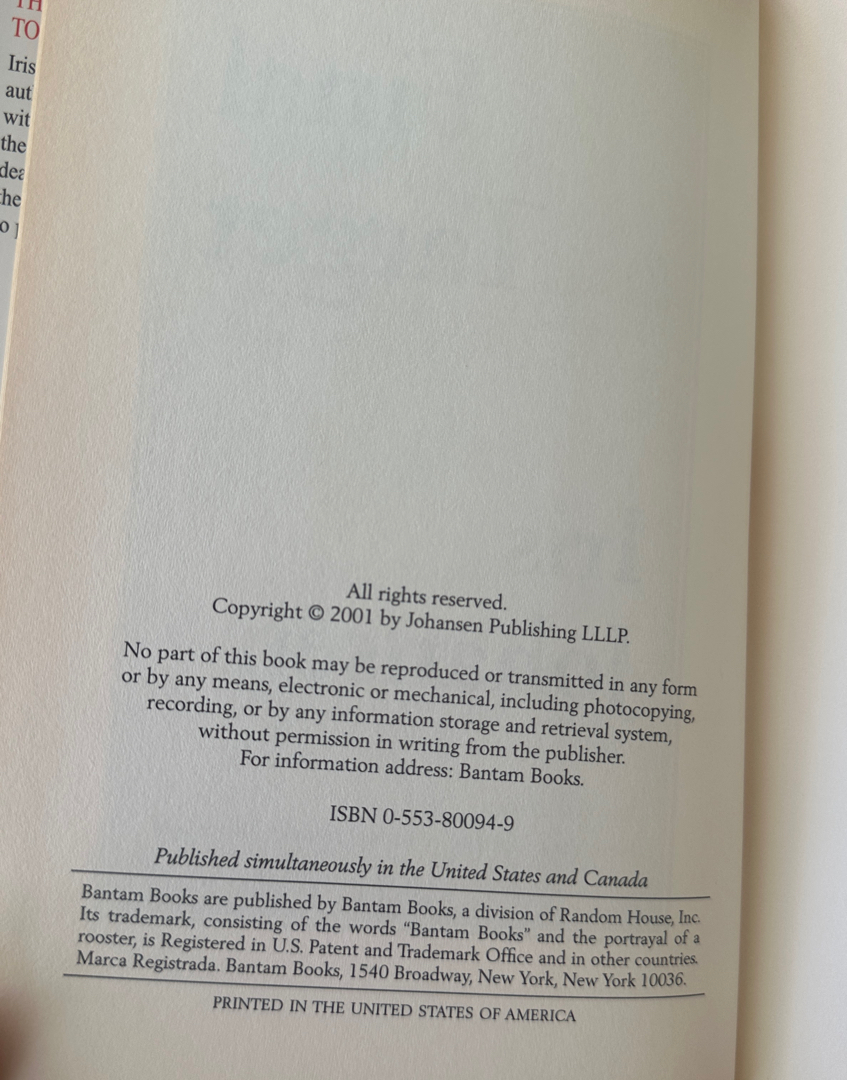 TO
Iris
aut
wit
the
dea
the
All rights reserved.
Copyright © 2001 by Johansen Publishing LLLP.
No part of this book may be reproduced or transmitted in any form
or by any means, electronic or mechanical, including photocopying,
recording, or by any information storage and retrieval system,
without permission in writing from the publisher.
For information address: Bantam Books.
ISBN 0-553-80094-9
Published simultaneously in the United States and Canada
Bantam Books are published by Bantam Books, a division of Random House, Inc.
Its trademark, consisting of the words "Bantam Books" and the portrayal of a
rooster, is Registered in U.S. Patent and Trademark Office and in other countries.
Marca Registrada. Bantam Books, 1540 Broadway, New York, New York 10036.
PRINTED IN THE UNITED STATES OF AMERICA